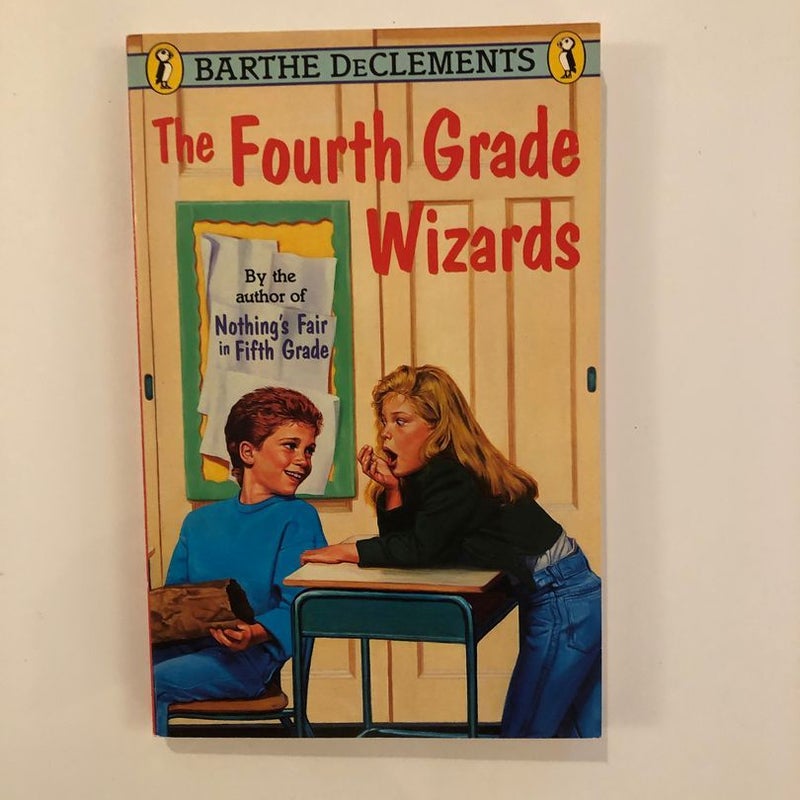 BARTHE DeCLEMENTS
The Fourth Grade
Wizards
By the
author of
Nothing's Fair
in Fifth Grade